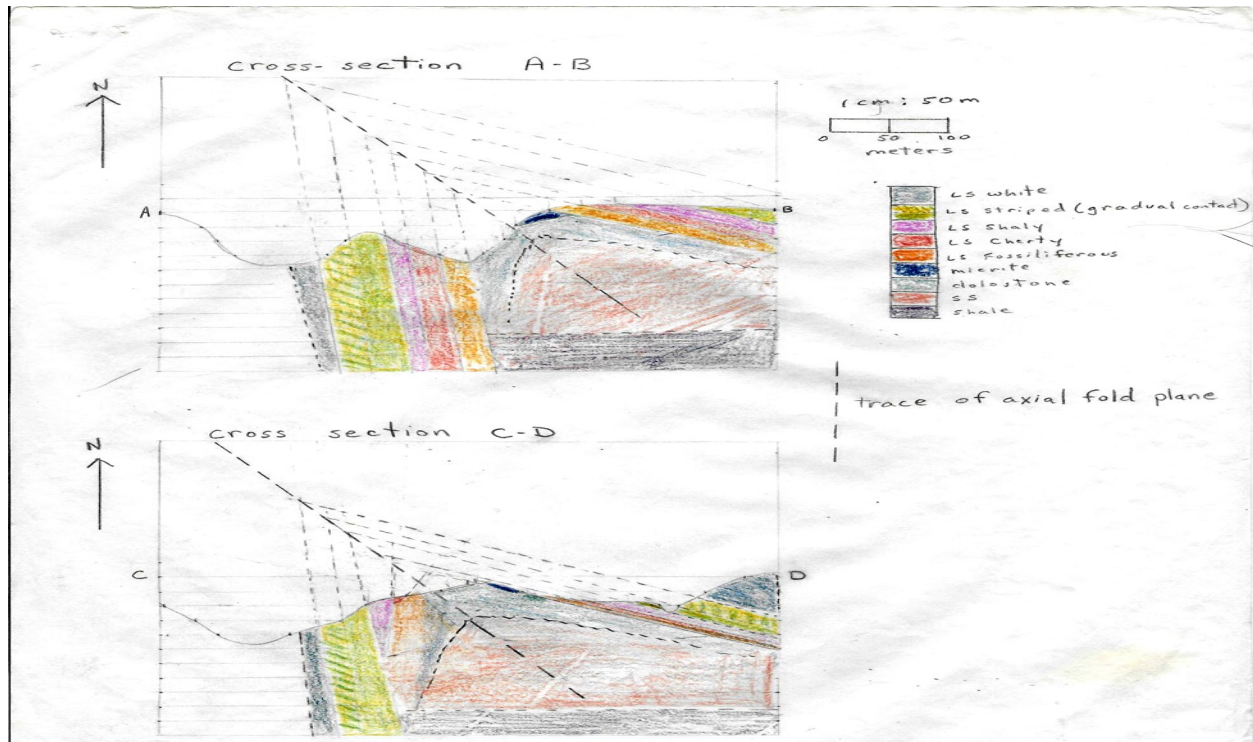 cross-section A-B
N
A
B
1cm : 50m
0 50 100
meters
LS white
LS striped (gradual contact)
LS Shaly
LS Cherty
LS Fossiliferous
micrite
dolostone
SS
shale
trace of axial fold plane
cross section C-D
N
C
D